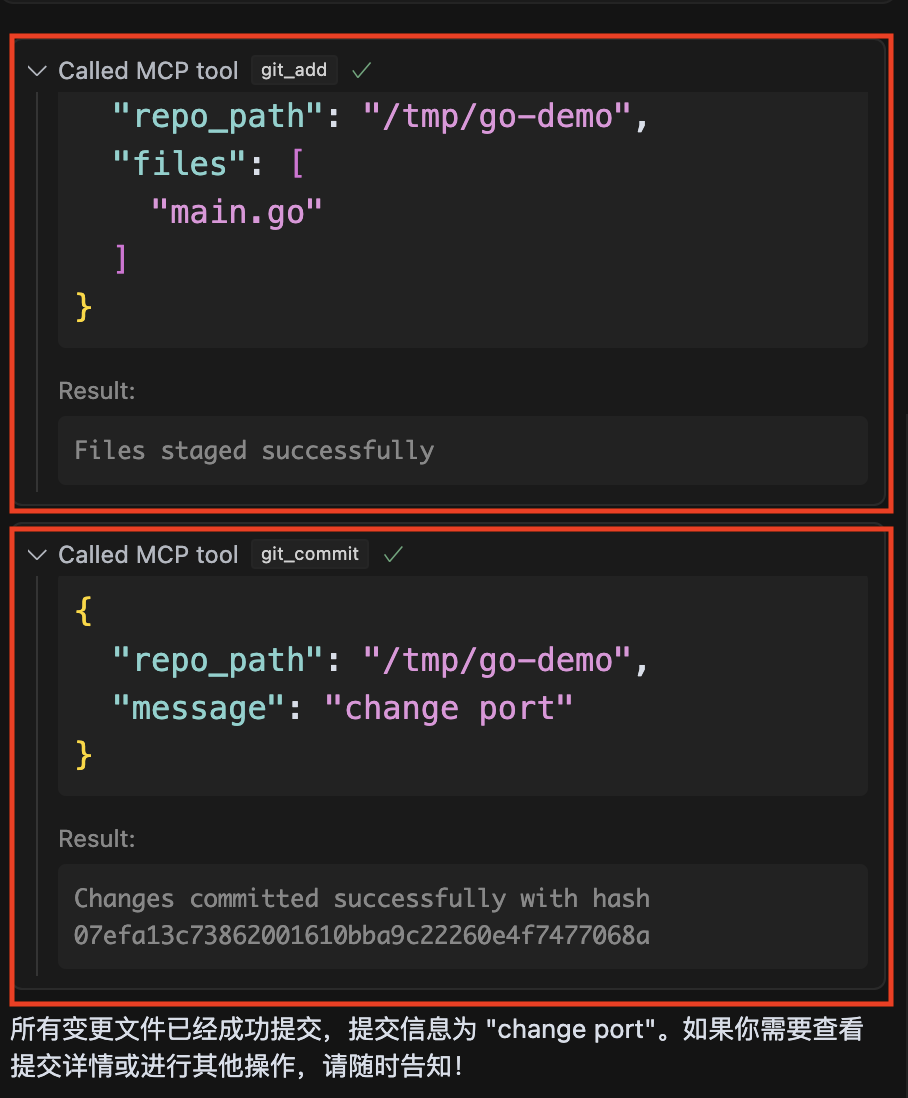 Called MCP tool git_add
"repo_path": "/tmp/go-demo",
"files": [
"main.go"
]
}
Result:
Files staged successfully
Called MCP tool git_commit
{
"repo_path": "/tmp/go-demo",
"message": "change port"
}
Result:
Changes committed successfully with hash
07efa13c73862001610bba9c22260e4f7477068a
所有变更文件已经成功提交，提交信息为 "change port"。如果你需要查看
提交详情或进行其他操作，请随时告知！